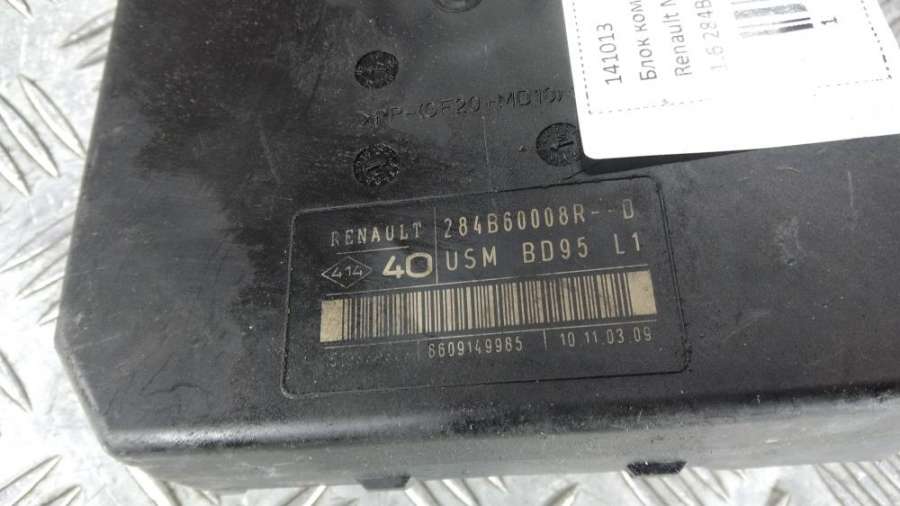 141013
Блок ком
Renault M
1.6 284B
1
RENAULT 284B60008R--D
414 40 USM BD95 L1
6609149985 10 11.03.09